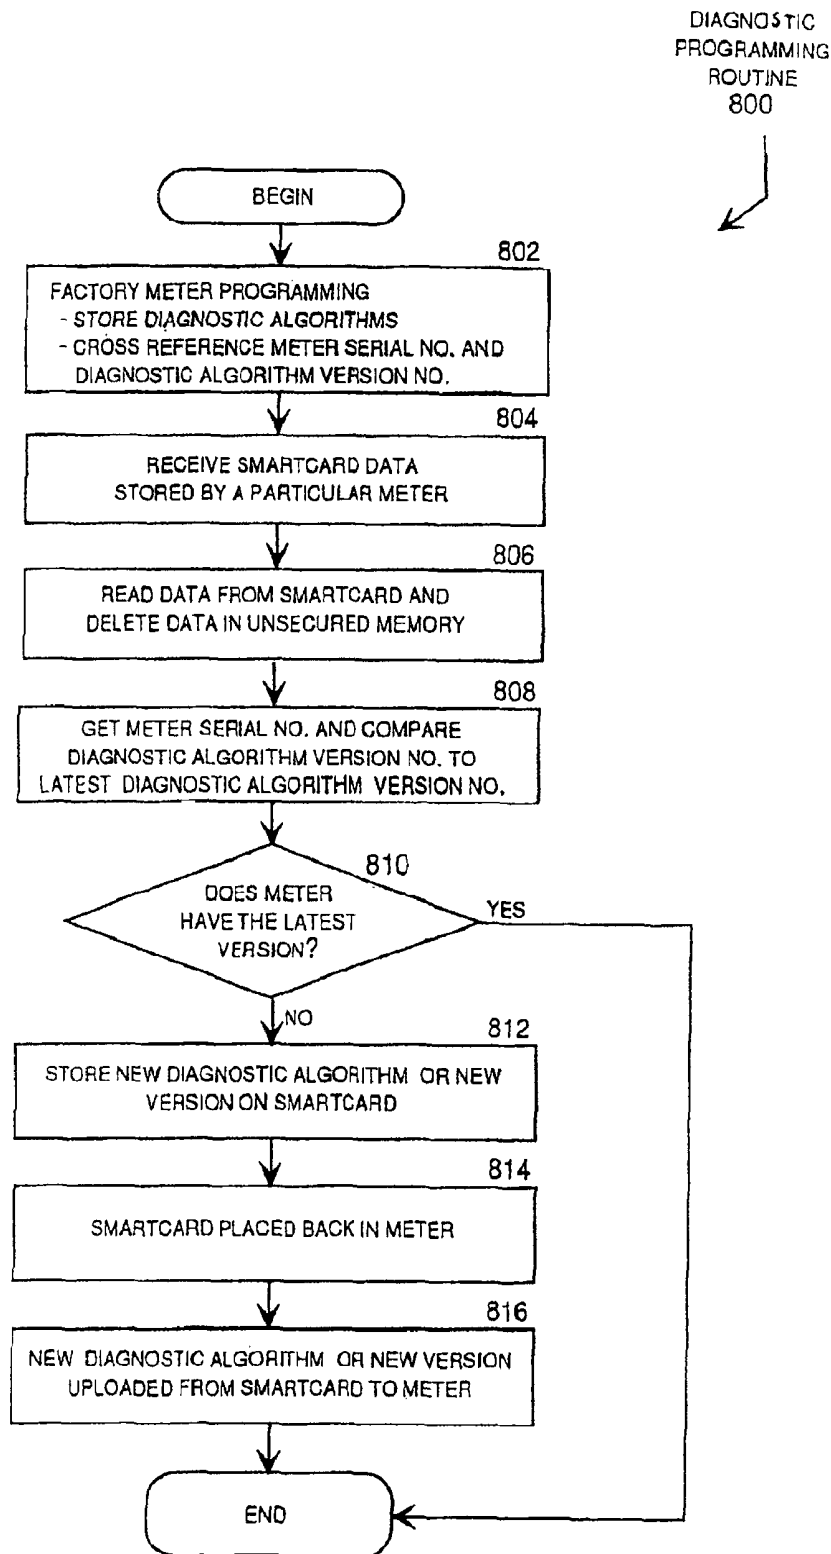 DIAGNOSTIC
PROGRAMMING
ROUTINE
800
BEGIN
802
FACTORY METER PROGRAMMING
- STORE DIAGNOSTIC ALGORITHMS
- CROSS REFERENCE METER SERIAL NO. AND
DIAGNOSTIC ALGORITHM VERSION NO.
804
RECEIVE SMARTCARD DATA
STORED BY A PARTICULAR METER
806
READ DATA FROM SMARTCARD AND
DELETE DATA IN UNSECURED MEMORY
808
GET METER SERIAL NO. AND COMPARE
DIAGNOSTIC ALGORITHM VERSION NO. TO
LATEST DIAGNOSTIC ALGORITHM VERSION NO.
810
DOES METER
HAVE THE LATEST
VERSION?
YES
NO
812
STORE NEW DIAGNOSTIC ALGORITHM OR NEW
VERSION ON SMARTCARD
814
SMARTCARD PLACED BACK IN METER
816
NEW DIAGNOSTIC ALGORITHM OR NEW VERSION
UPLOADED FROM SMARTCARD TO METER
END